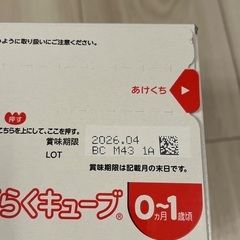 ように取り扱いにご注意ください。
あけくち
押す
こちらを上にして、ここを押す。
賞味期限 2026.04
LOT BC M43 1A
賞味期限は記載月の末日です。
らくキューブ®
0~1歳頃
カ月